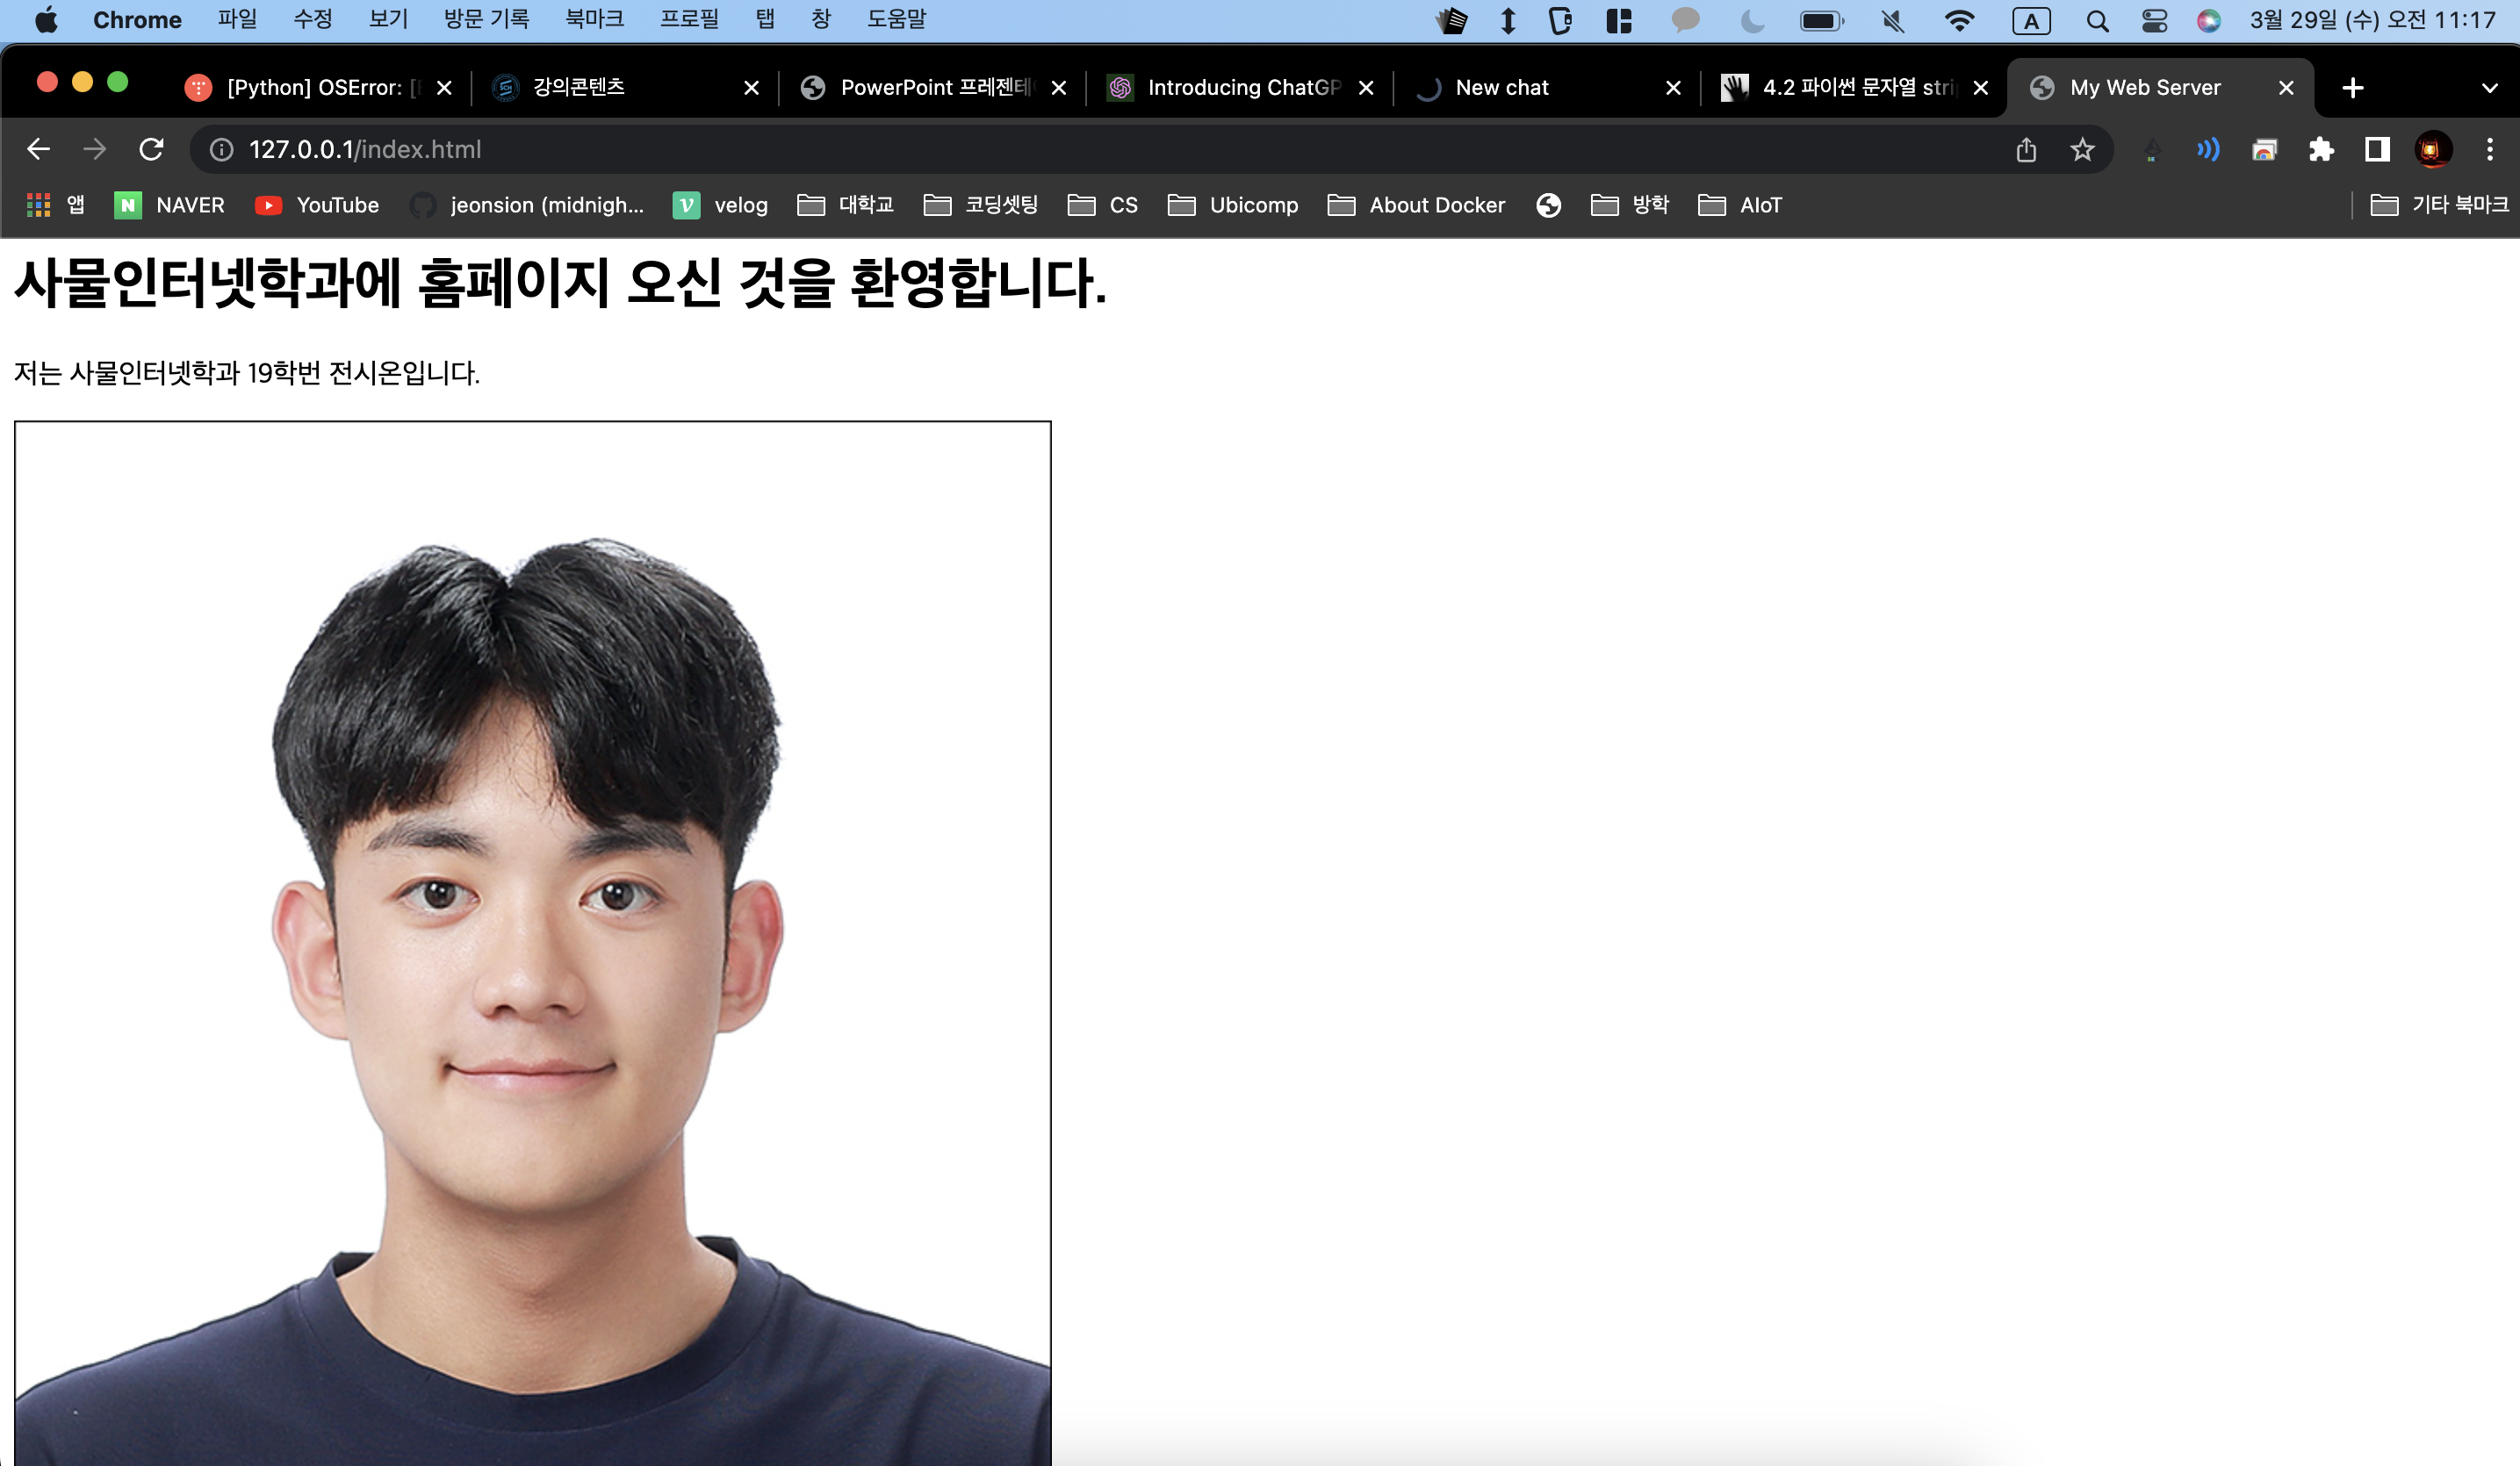 Chrome 파일 수정 보기 방문 기록 북마크 프로필 탭 창 도움말 A 3월 29일 (수) 오전 11:17
[Python] OSError: [ 강의콘텐츠 PowerPoint 프레젠테 Introducing ChatGP New chat 4.2 파이썬 문자열 stri My Web Server
127.0.0.1/index.html
앱 N NAVER YouTube jeonsion (midnigh... v velog 대학교 코딩셋팅 CS Ubicomp About Docker 방학 AIoT 기타 북마크
사물인터넷학과에 홈페이지 오신 것을 환영합니다.
저는 사물인터넷학과 19학번 전시온입니다.